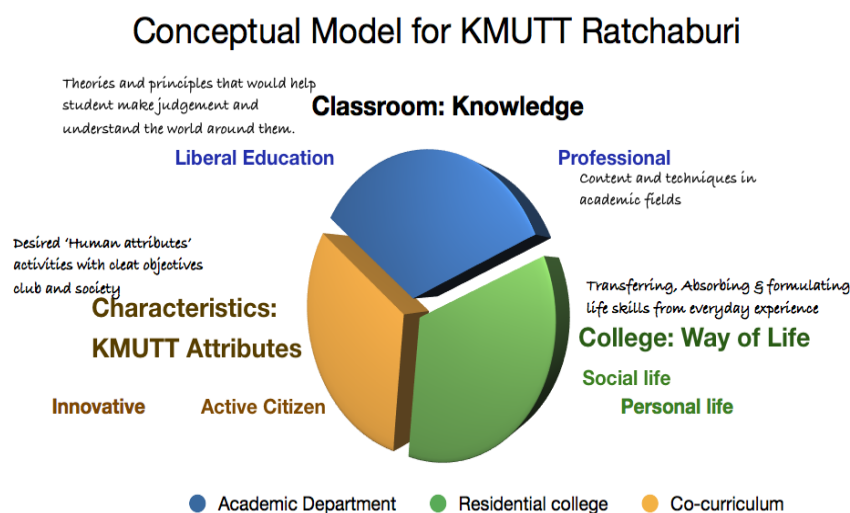 Conceptual Model for KMUTT Ratchaburi
Theories and principles that would help
student make judgement and
understand the world around them.
Classroom: Knowledge
Liberal Education
Professional
Content and techniques in
academic fields
Desired 'Human attributes'
activities with cleat objectives
club and society
Characteristics:
KMUTT Attributes
Innovative
Active Citizen
Transferring, Absorbing & formulating
life skills from everyday experience
College: Way of Life
Social life
Personal life
Academic Department
Residential college
Co-curriculum